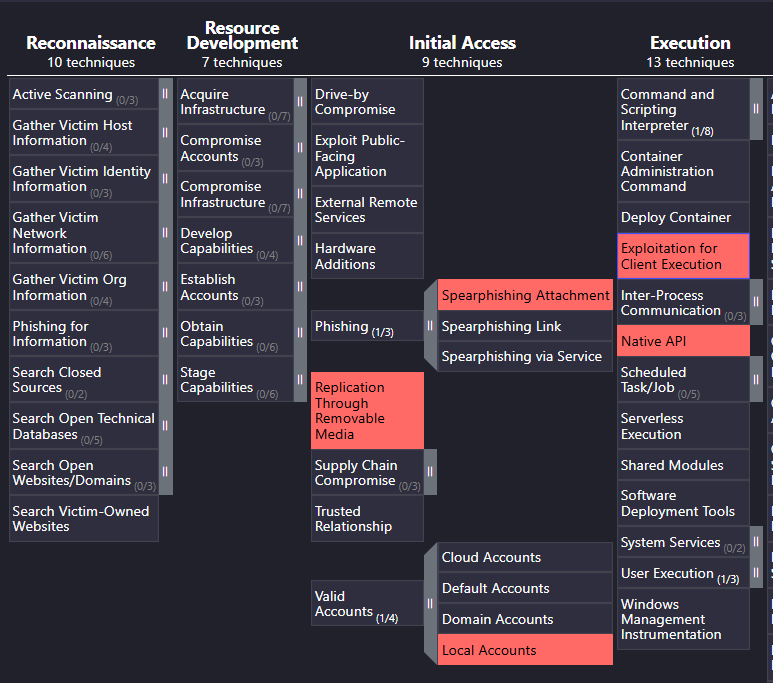 Reconnaissance
10 techniques
Active Scanning (0/3)
Gather Victim Host
Information (0/4)
Gather Victim Identity
Information (0/3)
Gather Victim
Network
Information (0/6)
Gather Victim Org
Information (0/4)
Phishing for
Information (0/3)
Search Closed
Sources (0/2)
Search Open Technical
Databases (0/5)
Search Open
Websites/Domains (0/3)
Search Victim-Owned
Websites
Resource
Development
7 techniques
Acquire
Infrastructure (0/7)
Compromise
Accounts (0/3)
Compromise
Infrastructure (0/7)
Develop
Capabilities (0/4)
Establish
Accounts (0/3)
Obtain
Capabilities (0/6)
Stage
Capabilities (0/6)
Initial Access
9 techniques
Drive-by
Compromise
Exploit Public-
Facing
Application
External Remote
Services
Hardware
Additions
Phishing (1/3)
Spearphishing Attachment
Spearphishing Link
Spearphishing via Service
Replication
Through
Removable
Media
Supply Chain
Compromise (0/3)
Trusted
Relationship
Valid
Accounts (1/4)
Cloud Accounts
Default Accounts
Domain Accounts
Local Accounts
Execution
13 techniques
Command and
Scripting
Interpreter (1/8)
Container
Administration
Command
Deploy Container
Exploitation for
Client Execution
Inter-Process
Communication (0/3)
Native API
Scheduled
Task/Job (0/5)
Serverless
Execution
Shared Modules
Software
Deployment Tools
System Services (0/2)
User Execution (1/3)
Windows
Management
Instrumentation